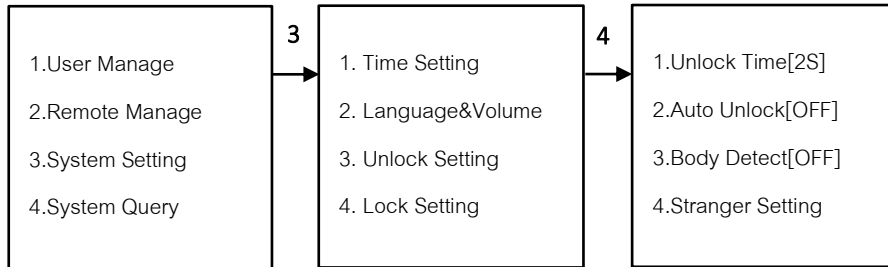 1.User Manage
2.Remote Manage
3.System Setting
4.System Query
3
1. Time Setting
2. Language&Volume
3. Unlock Setting
4. Lock Setting
4
1.Unlock Time[2S]
2.Auto Unlock[OFF]
3.Body Detect[OFF]
4.Stranger Setting